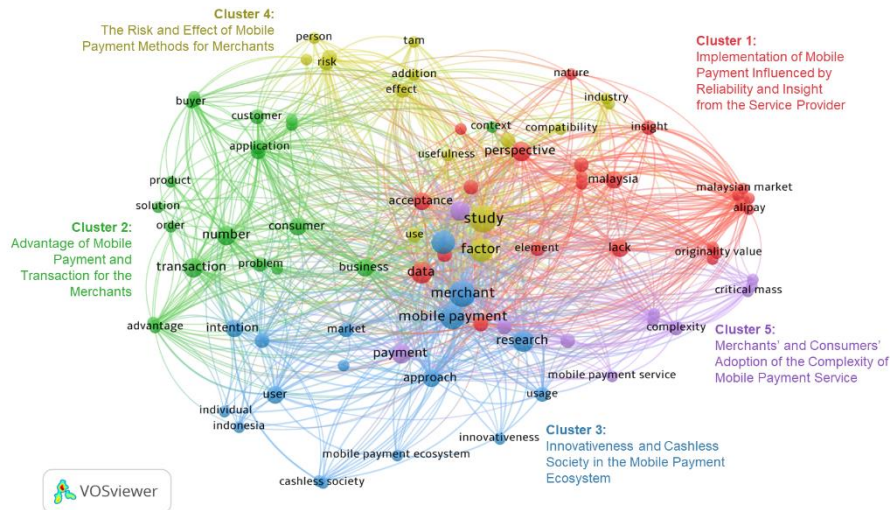 Cluster 4:
The Risk and Effect of Mobile
Payment Methods for Merchants
person
tam
risk
addition
effect
Cluster 1:
Implementation of Mobile
Payment Influenced by
Reliability and Insight
from the Service Provider
nature
industry
buyer
customer
context
compatibility
insight
application
usefulness
perspective
product
malaysia
malaysian market
solution
acceptance
alipay
order
study
Cluster 2:
Advantage of Mobile
Payment and
Transaction for the
Merchants
number
consumer
use
factor
element
lack
originality value
transaction
problem
business
data
critical mass
merchant
advantage
intention
market
mobile payment
complexity
research
Cluster 5:
Merchants' and Consumers'
Adoption of the Complexity of
Mobile Payment Service
payment
approach
mobile payment service
user
usage
individual
indonesia
innovativeness
Cluster 3:
Innovativeness and Cashless
Society in the Mobile Payment
Ecosystem
mobile payment ecosystem
cashless society
VOSviewer